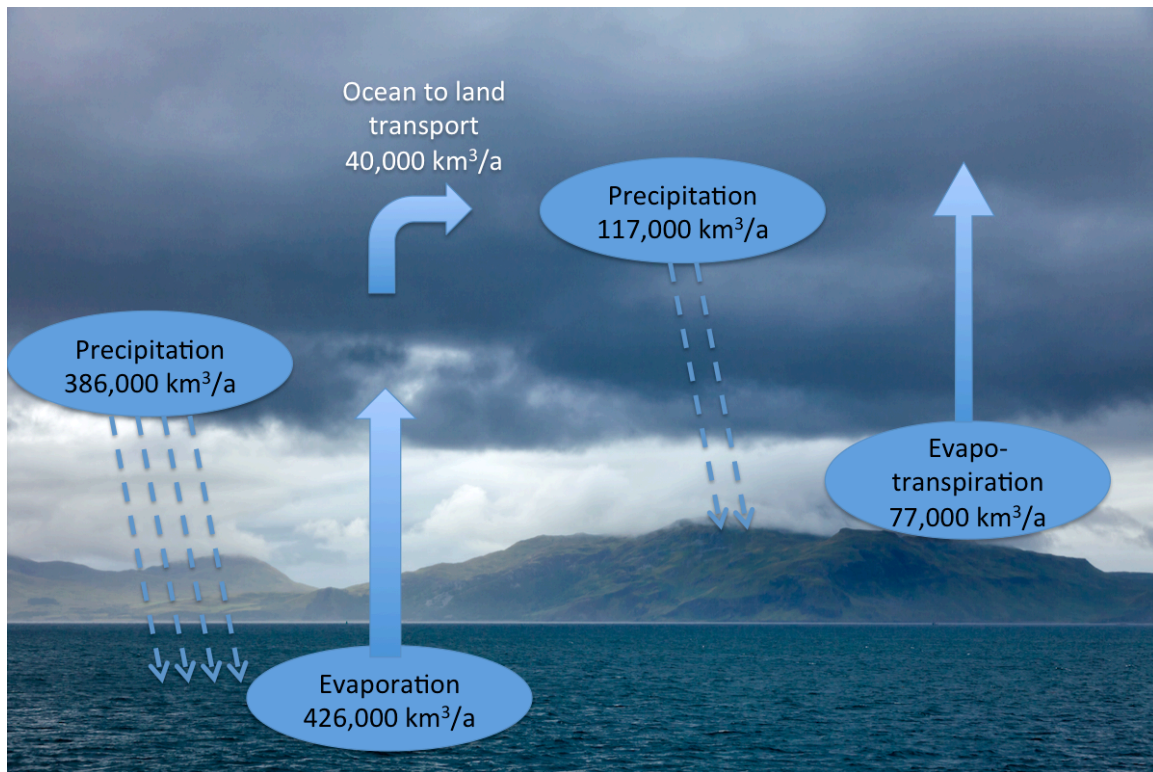 Ocean to land
transport
40,000 km³/a
Precipitation
117,000 km³/a
Precipitation
386,000 km³/a
Evapo-
transpiration
77,000 km³/a
Evaporation
426,000 km³/a